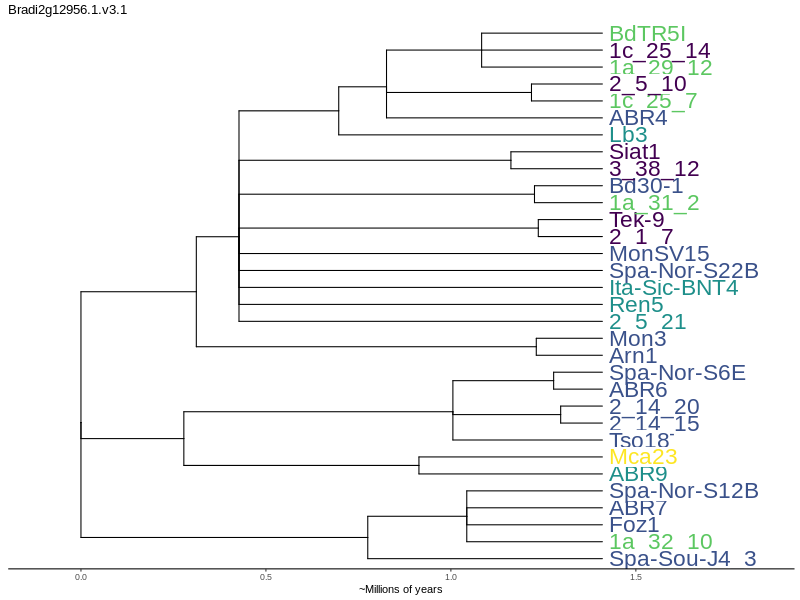 Bradi2g12956.1.v3.1
BdTR5I
1c_25_14
1a_29_12
2_5_10
1c_25_7
ABR4
Lb3
Siat1
3_38_12
Bd30-1
1a_31_2
Tek-9
2_1_7
MonSV15
Spa-Nor-S22B
Ita-Sic-BNT4
Ren5
2_5_21
Mon3
Arn1
Spa-Nor-S6E
ABR6
2_14_20
2_14_15
Tso18
Mca23
ABR9
Spa-Nor-S12B
ABR7
Foz1
1a_32_10
Spa-Sou-J4_3
0.0 0.5 1.0 1.5
~Millions of years